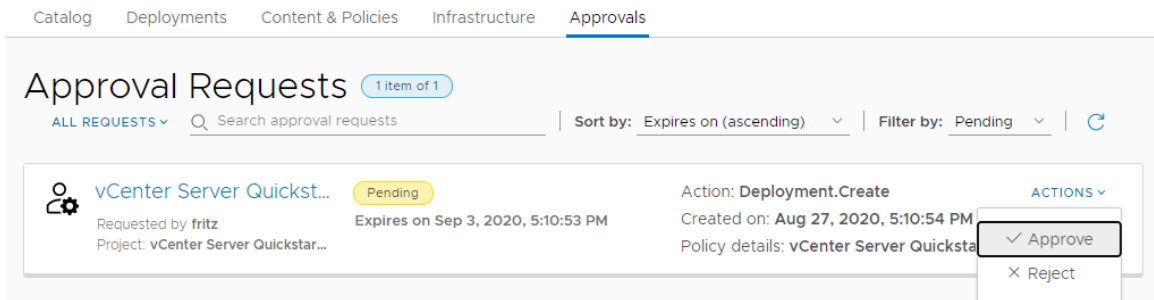 Catalog Deployments Content & Policies Infrastructure Approvals
Approval Requests 1 item of 1
ALL REQUESTS Search approval requests Sort by: Expires on (ascending) Filter by: Pending
vCenter Server Quickst... Pending Action: Deployment.Create ACTIONS
Requested by fritz Expires on Sep 3, 2020, 5:10:53 PM Created on: Aug 27, 2020, 5:10:54 PM
Project: vCenter Server Quickstar... Policy details: vCenter Server Quicksta
Approve
Reject